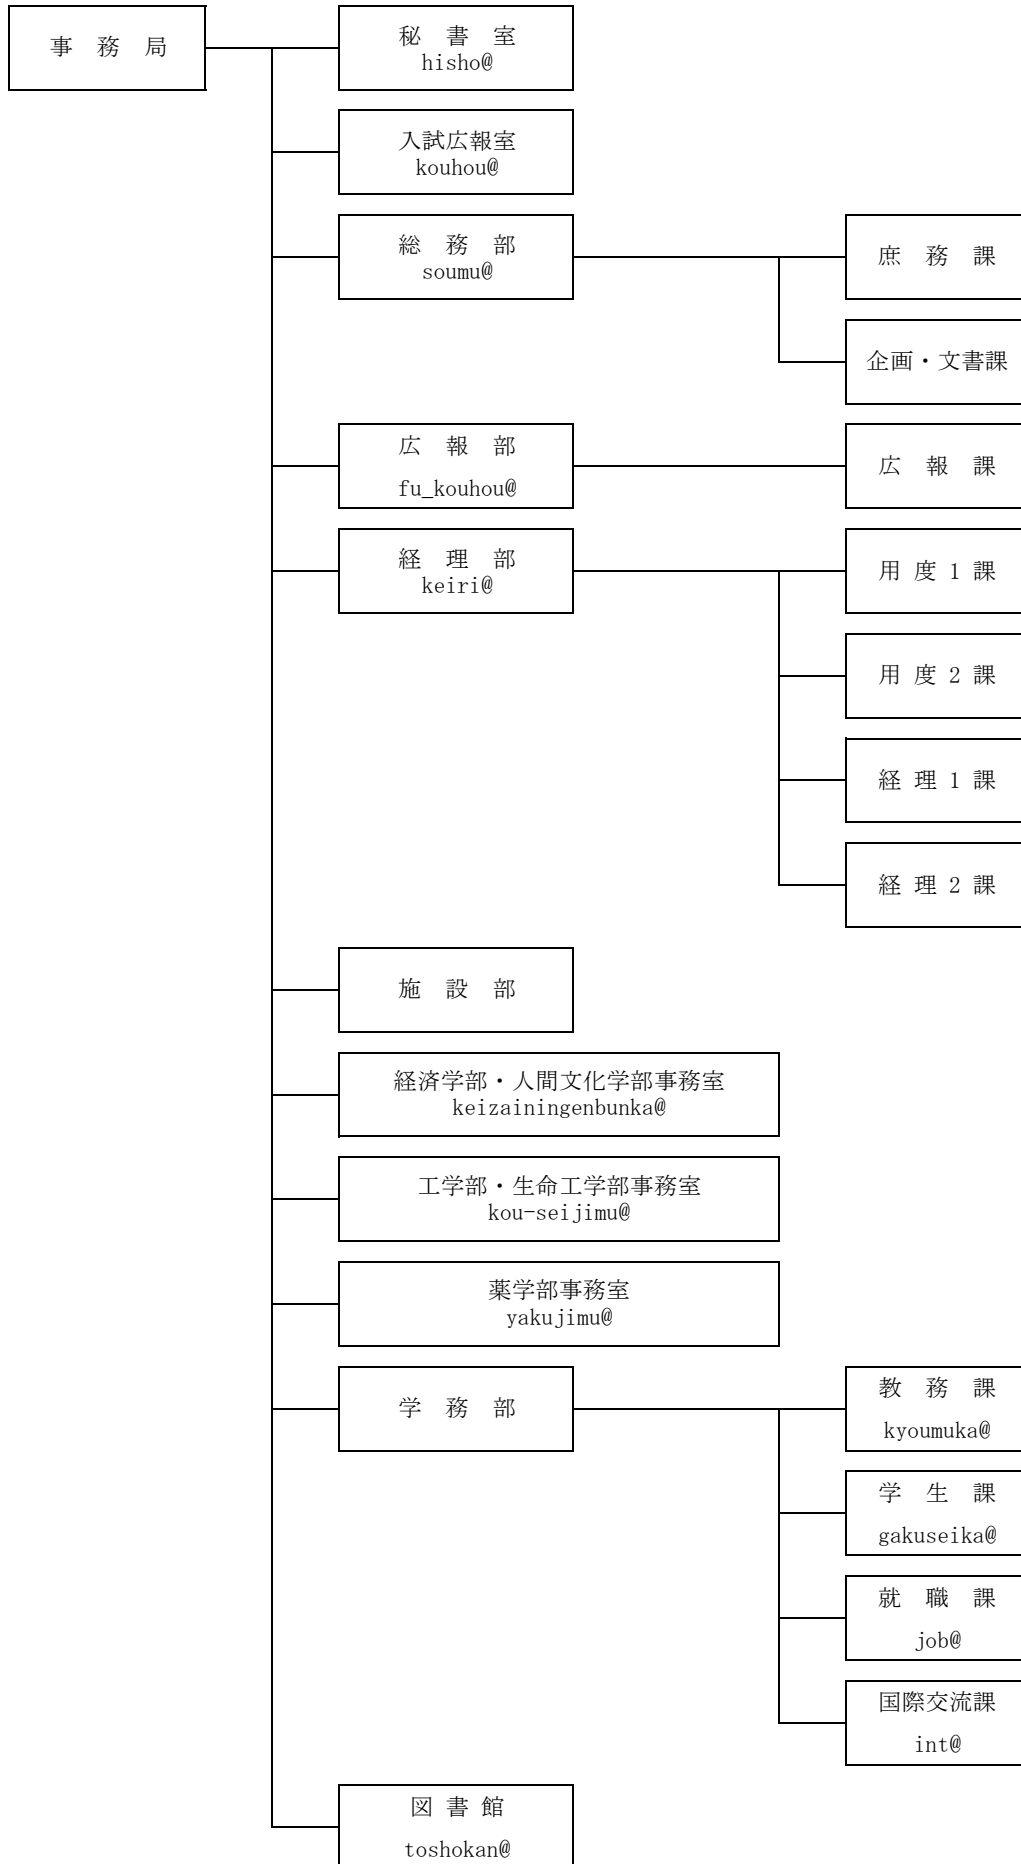 事 務 局
秘 書 室
hisho@
入試広報室
kouhou@
総 務 部
soumu@
庶 務 課
企画・文書課
広 報 部
fu_kouhou@
広 報 課
経 理 部
keiri@
用 度 1 課
用 度 2 課
経 理 1 課
経 理 2 課
施 設 部
経済学部・人間文化学部事務室
keizainingenbunka@
工学部・生命工学部事務室
kou-seijimu@
薬学部事務室
yakujimu@
学 務 部
教 務 課
kyoumuka@
学 生 課
gakuseika@
就 職 課
job@
国際交流課
int@
図 書 館
toshokan@